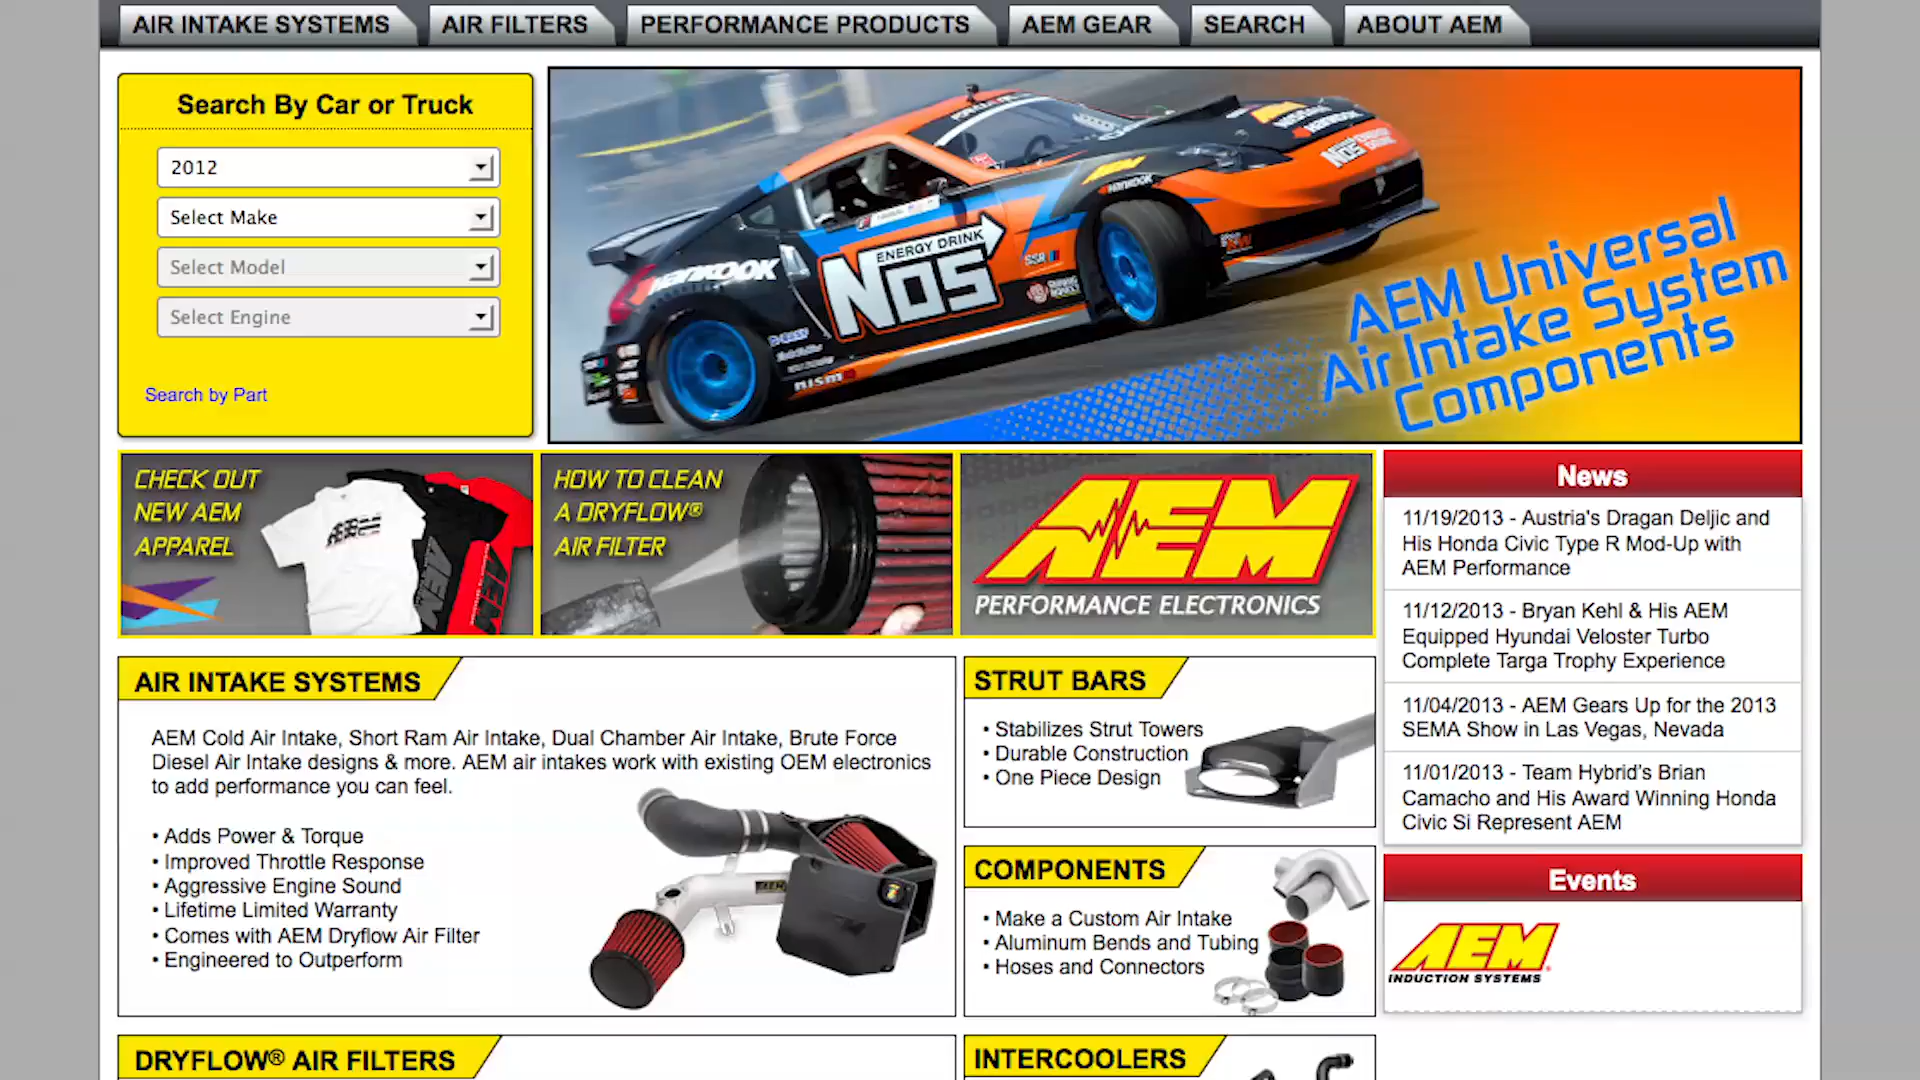 AIR INTAKE SYSTEMS
AIR FILTERS
PERFORMANCE PRODUCTS
AEM GEAR
SEARCH
ABOUT AEM
Search By Car or Truck
2012
Select Make
Select Model
Select Engine
Search by Part
HANKOOK
ENERGY DRINK
NOS
AEM
HANKOOK
SSR
nismo
NOS
AEM Universal
Air Intake System
Components
CHECK OUT
NEW AEM
APPAREL
AEM
HOW TO CLEAN
A DRYFLOW®
AIR FILTER
AEM
PERFORMANCE ELECTRONICS
News
11/19/2013 - Austria's Dragan Deljic and
His Honda Civic Type R Mod-Up with
AEM Performance
11/12/2013 - Bryan Kehl & His AEM
Equipped Hyundai Veloster Turbo
Complete Targa Trophy Experience
11/04/2013 - AEM Gears Up for the 2013
SEMA Show in Las Vegas, Nevada
11/01/2013 - Team Hybrid's Brian
Camacho and His Award Winning Honda
Civic Si Represent AEM
Events
AEM
INDUCTION SYSTEMS
AIR INTAKE SYSTEMS
AEM Cold Air Intake, Short Ram Air Intake, Dual Chamber Air Intake, Brute Force
Diesel Air Intake designs & more. AEM air intakes work with existing OEM electronics
to add performance you can feel.
• Adds Power & Torque
• Improved Throttle Response
• Aggressive Engine Sound
• Lifetime Limited Warranty
• Comes with AEM Dryflow Air Filter
• Engineered to Outperform
AEM
STRUT BARS
• Stabilizes Strut Towers
• Durable Construction
• One Piece Design
COMPONENTS
• Make a Custom Air Intake
• Aluminum Bends and Tubing
• Hoses and Connectors
DRYFLOW® AIR FILTERS
INTERCOOLERS